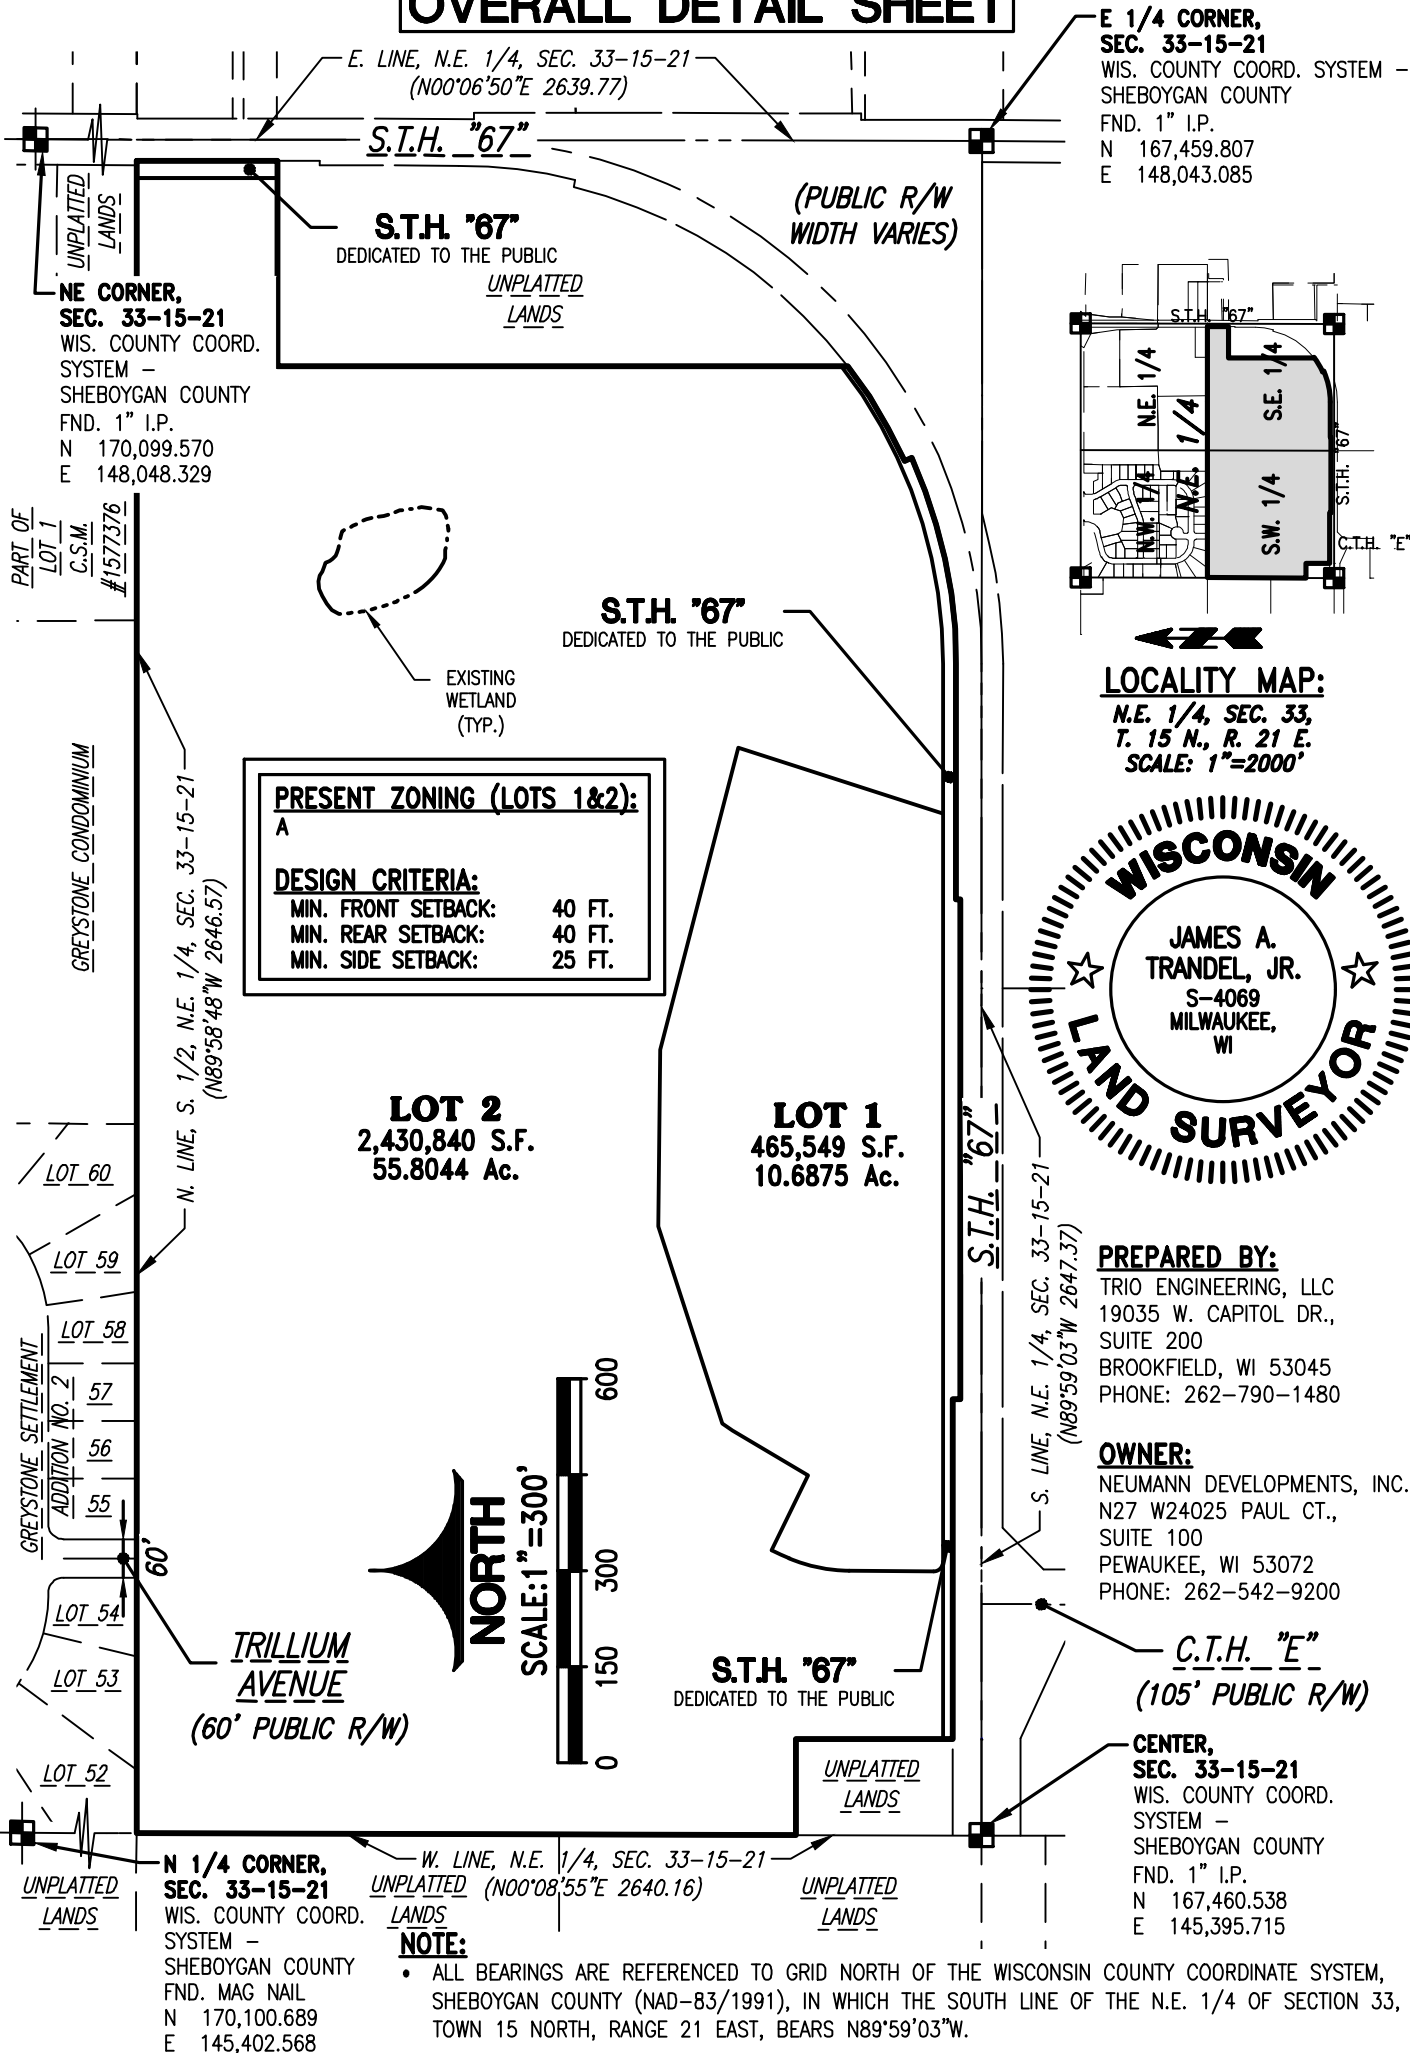 OVERALL DETAIL SHEET
E 1/4 CORNER,
SEC. 33-15-21
WIS. COUNTY COORD. SYSTEM -
SHEBOYGAN COUNTY
FND. 1" I.P.
N 167,459.807
E 148,043.085
E. LINE, N.E. 1/4, SEC. 33-15-21
(N00°06'50"E 2639.77)
S.T.H. "67"
(PUBLIC R/W
WIDTH VARIES)
UNPLATTED
LANDS
S.T.H. "67"
DEDICATED TO THE PUBLIC
UNPLATTED
LANDS
NE CORNER,
SEC. 33-15-21
WIS. COUNTY COORD.
SYSTEM -
SHEBOYGAN COUNTY
FND. 1" I.P.
N 170,099.570
E 148,048.329
S.T.H. "67"
N.E. 1/4
S.E. 1/4
N.E. 1/4
N.W. 1/4
S.W. 1/4
S.T.H. "67"
C.T.H. "E"
PART OF
LOT 1
C.S.M.
#1577376
S.T.H. "67"
DEDICATED TO THE PUBLIC
EXISTING
WETLAND
(TYP.)
LOCALITY MAP:
N.E. 1/4, SEC. 33,
T. 15 N., R. 21 E.
SCALE: 1"=2000'
GREYSTONE CONDOMINIUM
N. LINE, S. 1/2, N.E. 1/4, SEC. 33-15-21
(N89°58'48"W 2646.57)
PRESENT ZONING (LOTS 1&2):
A
DESIGN CRITERIA:
MIN. FRONT SETBACK: 40 FT.
MIN. REAR SETBACK: 40 FT.
MIN. SIDE SETBACK: 25 FT.
WISCONSIN
JAMES A.
TRANDEL, JR.
S-4069
MILWAUKEE,
WI
LAND SURVEYOR
LOT 2
2,430,840 S.F.
55.8044 Ac.
LOT 1
465,549 S.F.
10.6875 Ac.
S.T.H. "67"
S. LINE, N.E. 1/4, SEC. 33-15-21
(N89°59'03"W 2647.37)
LOT 60
LOT 59
LOT 58
57
56
55
GREYSTONE SETTLEMENT
ADDITION NO. 2
60'
LOT 54
LOT 53
LOT 52
PREPARED BY:
TRIO ENGINEERING, LLC
19035 W. CAPITOL DR.,
SUITE 200
BROOKFIELD, WI 53045
PHONE: 262-790-1480
OWNER:
NEUMANN DEVELOPMENTS, INC.
N27 W24025 PAUL CT.,
SUITE 100
PEWAUKEE, WI 53072
PHONE: 262-542-9200
NORTH
SCALE:1"=300'
600
300
150
0
TRILLIUM
AVENUE
(60' PUBLIC R/W)
S.T.H. "67"
DEDICATED TO THE PUBLIC
C.T.H. "E"
(105' PUBLIC R/W)
UNPLATTED
LANDS
CENTER,
SEC. 33-15-21
WIS. COUNTY COORD.
SYSTEM -
SHEBOYGAN COUNTY
FND. 1" I.P.
N 167,460.538
E 145,395.715
W. LINE, N.E. 1/4, SEC. 33-15-21
(N00°08'55"E 2640.16)
UNPLATTED
LANDS
UNPLATTED
LANDS
UNPLATTED
LANDS
N 1/4 CORNER,
SEC. 33-15-21
WIS. COUNTY COORD.
SYSTEM -
SHEBOYGAN COUNTY
FND. MAG NAIL
N 170,100.689
E 145,402.568
NOTE:
• ALL BEARINGS ARE REFERENCED TO GRID NORTH OF THE WISCONSIN COUNTY COORDINATE SYSTEM,
SHEBOYGAN COUNTY (NAD-83/1991), IN WHICH THE SOUTH LINE OF THE N.E. 1/4 OF SECTION 33,
TOWN 15 NORTH, RANGE 21 EAST, BEARS N89°59'03"W.